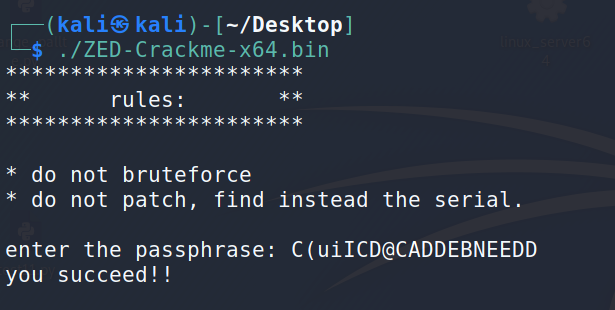 ┌──(kali㉿kali)-[~/Desktop]
└─$ ./ZED-Crackme-x64.bin
***********************
**      rules:       **
***********************

* do not bruteforce
* do not patch, find instead the serial.

enter the passphrase: C(uiICD@CADDEBNEEDD
you succeed!!